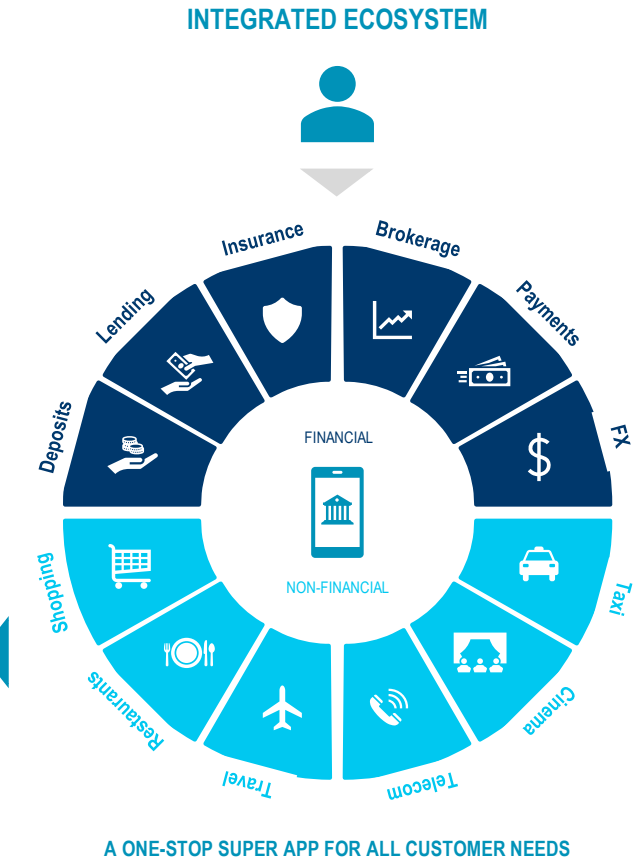 INTEGRATED ECOSYSTEM
Insurance
Brokerage
Lending
Payments
Deposits
FX
FINANCIAL
NON-FINANCIAL
Shopping
Taxi
Restaurants
Cinema
Travel
Telecom
A ONE-STOP SUPER APP FOR ALL CUSTOMER NEEDS